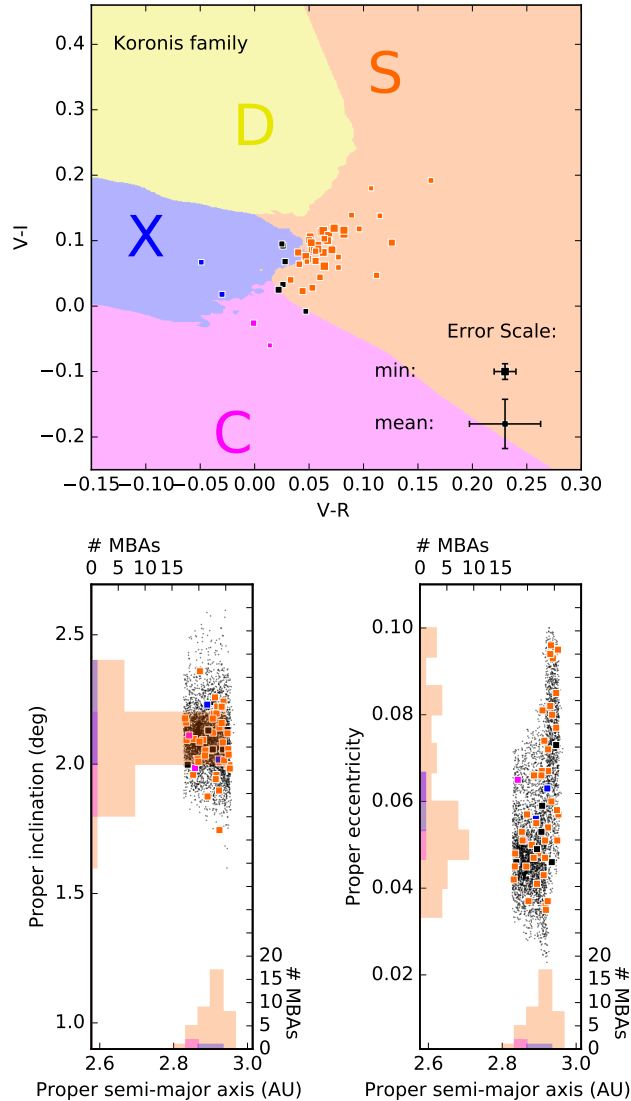 Koronis family
S
D
X
C
V-I
0.4
0.3
0.2
0.1
0.0
−0.1
−0.2
Error Scale:
min:
mean:
−0.15 −0.10 −0.05 0.00 0.05 0.10 0.15 0.20 0.25 0.30
V-R
# MBAs
0 5 10 15
Proper inclination (deg)
2.5
2.0
1.5
1.0
20
15
10
5
0
# MBAs
2.6 2.8 3.0
Proper semi-major axis (AU)
# MBAs
0 5 10 15
Proper eccentricity
0.10
0.08
0.06
0.04
0.02
20
15
10
5
0
# MBAs
2.6 2.8 3.0
Proper semi-major axis (AU)